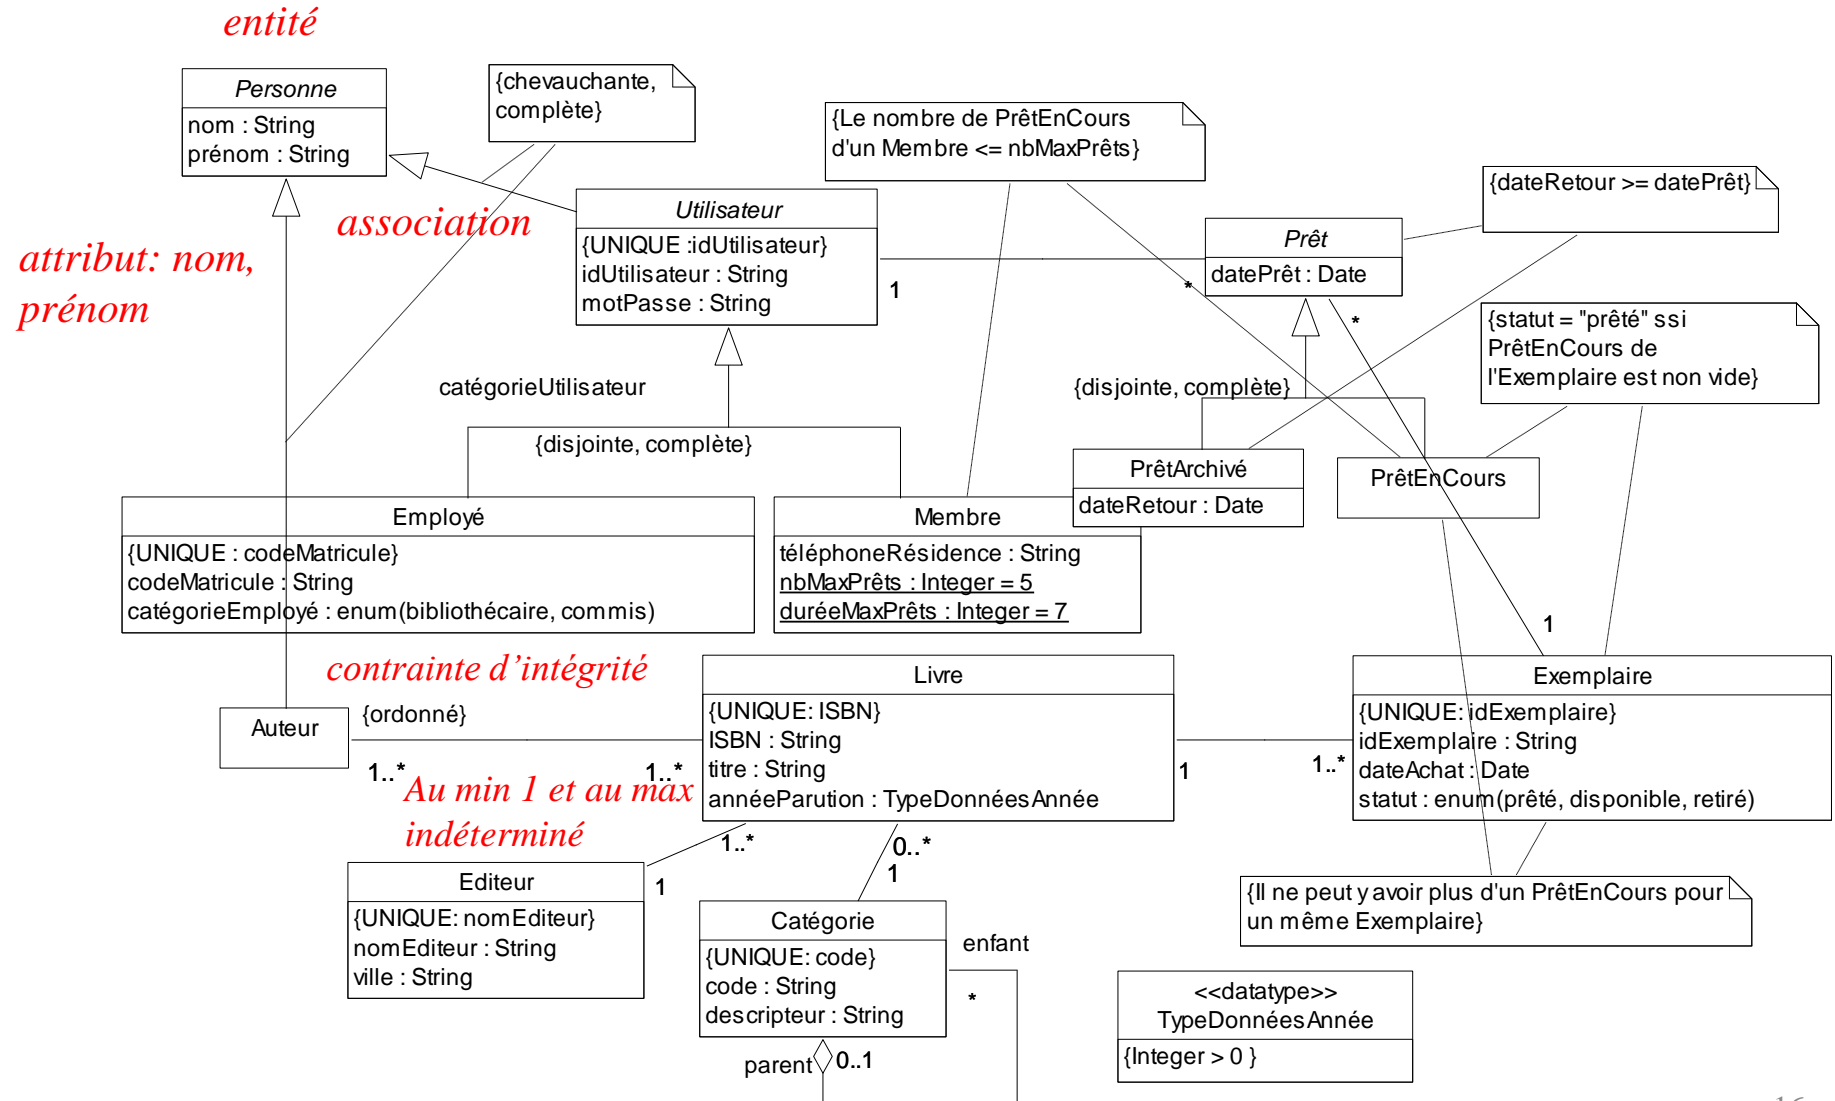 entité
Personne
nom : String
prénom : String
{chevauchante,
complète}
{Le nombre de PrêtEnCours
d'un Membre <= nbMaxPrêts}
{dateRetour >= datePrêt}
association
attribut: nom,
prénom
Utilisateur
{UNIQUE :idUtilisateur}
idUtilisateur : String
motPasse : String
1
*
Prêt
datePrêt : Date
*
{statut = "prêté" ssi
PrêtEnCours de
l'Exemplaire est non vide}
catégorieUtilisateur
{disjointe, complète}
{disjointe, complète}
PrêtArchivé
dateRetour : Date
PrêtEnCours
Employé
{UNIQUE : codeMatricule}
codeMatricule : String
catégorieEmployé : enum(bibliothécaire, commis)
Membre
téléphoneRésidence : String
nbMaxPrêts : Integer = 5
duréeMaxPrêts : Integer = 7
1
contrainte d’intégrité
Auteur
{ordonné}
1..*
1..*
Livre
{UNIQUE: ISBN}
ISBN : String
titre : String
annéeParution : TypeDonnéesAnnée
1
1..*
Exemplaire
{UNIQUE: idExemplaire}
idExemplaire : String
dateAchat : Date
statut : enum(prêté, disponible, retiré)
Au min 1 et au max
indéterminé
1..*
0..*
1
1
Editeur
{UNIQUE: nomEditeur}
nomEditeur : String
ville : String
Catégorie
{UNIQUE: code}
code : String
descripteur : String
enfant
*
parent
0..1
{Il ne peut y avoir plus d'un PrêtEnCours pour
un même Exemplaire}
<<datatype>>
TypeDonnéesAnnée
{Integer > 0 }